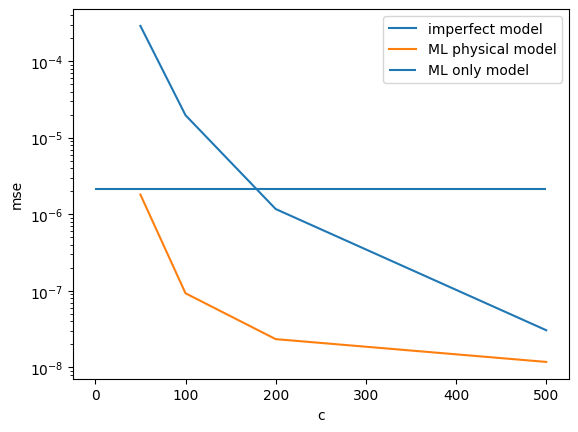 imperfect model
ML physical model
ML only model
10⁻⁴
10⁻⁵
10⁻⁶
10⁻⁷
10⁻⁸
mse
0
100
200
300
400
500
c